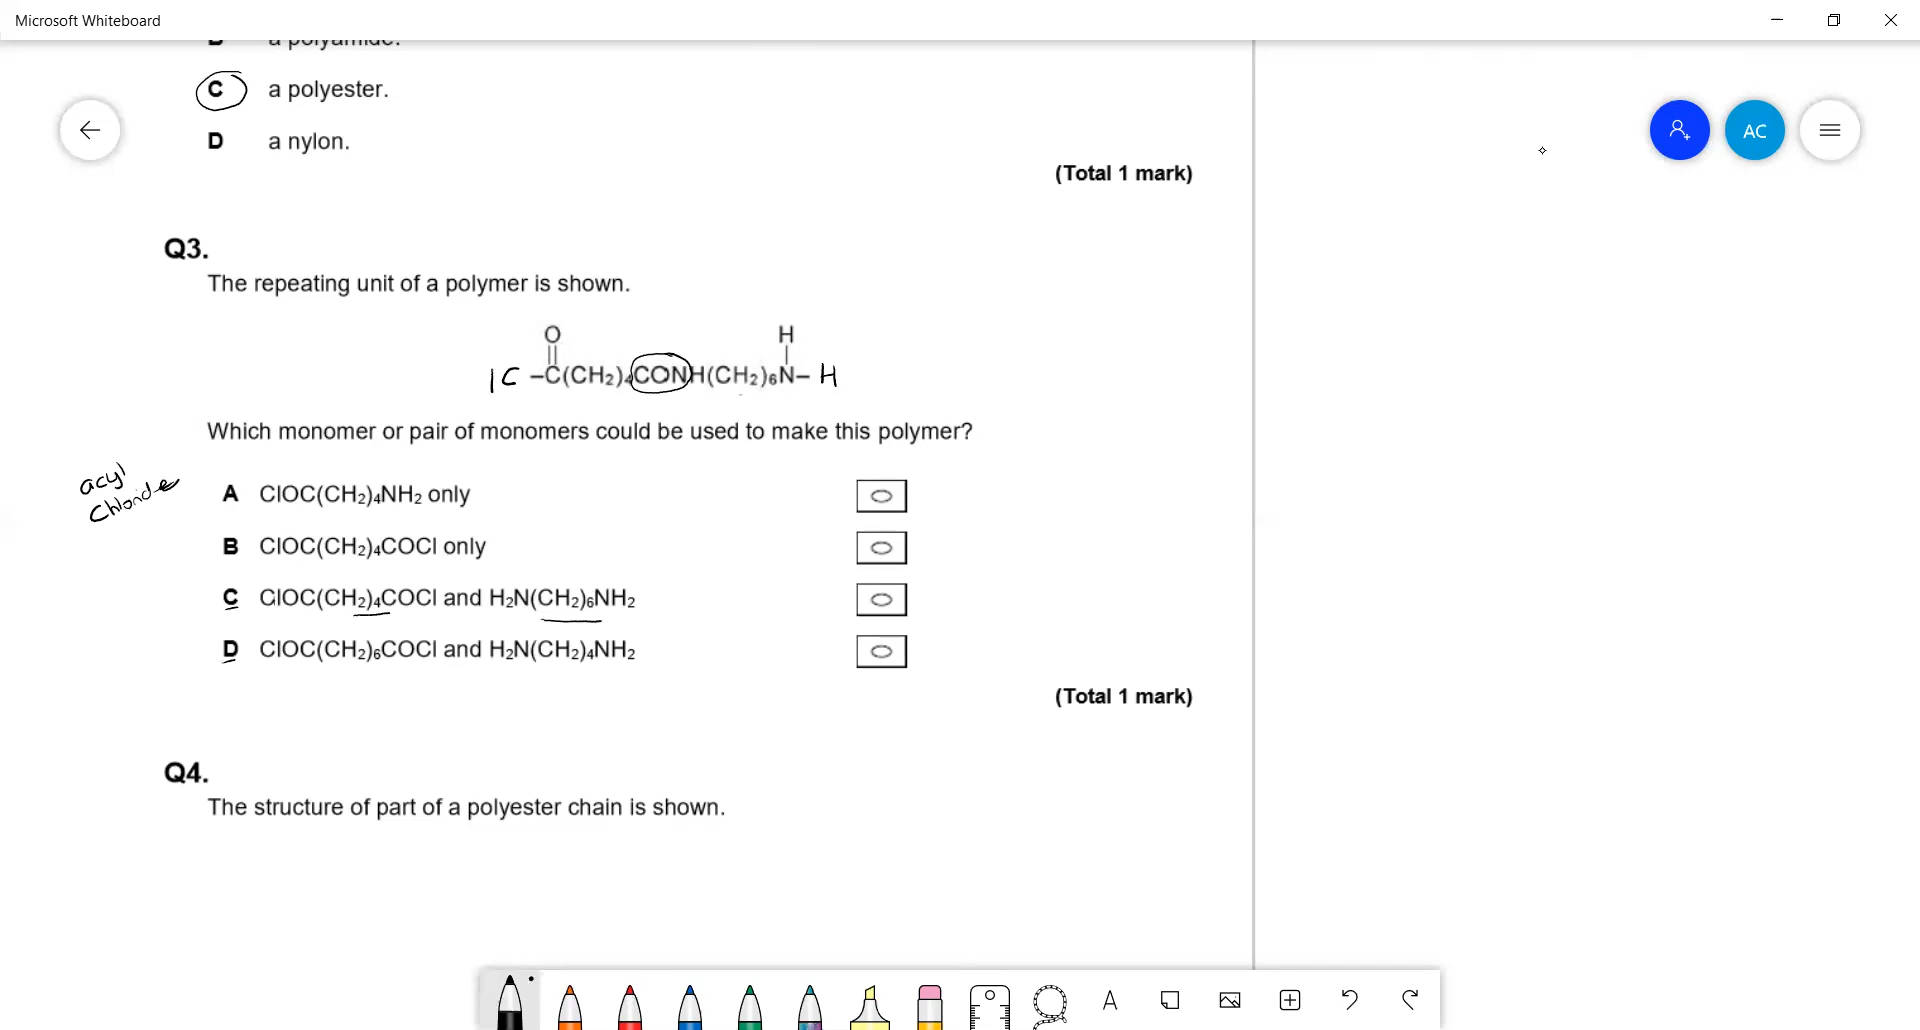 Microsoft Whiteboard
a polyamide.
C a polyester.
D a nylon.
(Total 1 mark)
AC
Q3.
The repeating unit of a polymer is shown.
O H
|| |
lC –C(CH₂)₄CONH(CH₂)₆N– H
Which monomer or pair of monomers could be used to make this polymer?
acyl
chloride
A ClOC(CH₂)₄NH₂ only
B ClOC(CH₂)₄COCl only
C ClOC(CH₂)₄COCl and H₂N(CH₂)₆NH₂
D ClOC(CH₂)₆COCl and H₂N(CH₂)₄NH₂
(Total 1 mark)
Q4.
The structure of part of a polyester chain is shown.
A